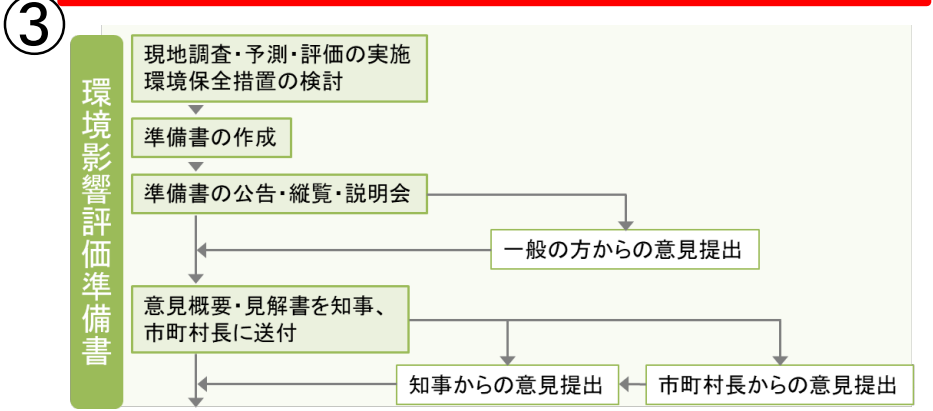 ③
環境影響評価準備書
現地調査・予測・評価の実施
環境保全措置の検討
準備書の作成
準備書の公告・縦覧・説明会
一般の方からの意見提出
意見概要・見解書を知事、
市町村長に送付
知事からの意見提出
市町村長からの意見提出